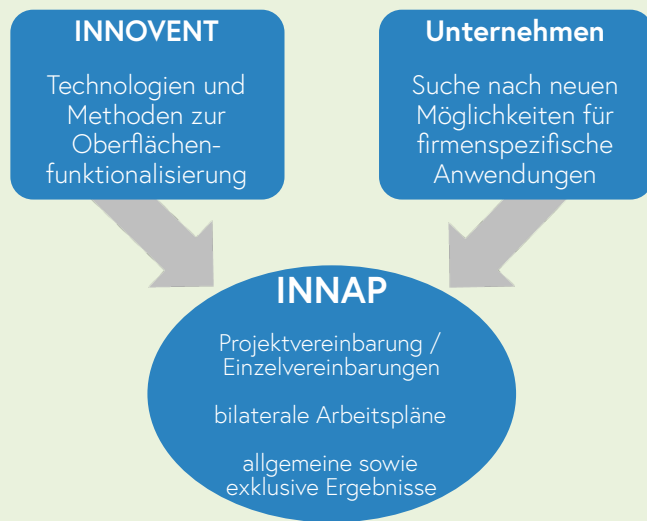 INNOVENT
Technologien und
Methoden zur
Oberflächen-
funktionalisierung
Unternehmen
Suche nach neuen
Möglichkeiten für
firmenspezifische
Anwendungen
INNAP
Projektvereinbarung /
Einzelvereinbarungen
bilaterale Arbeitspläne
allgemeine sowie
exklusive Ergebnisse